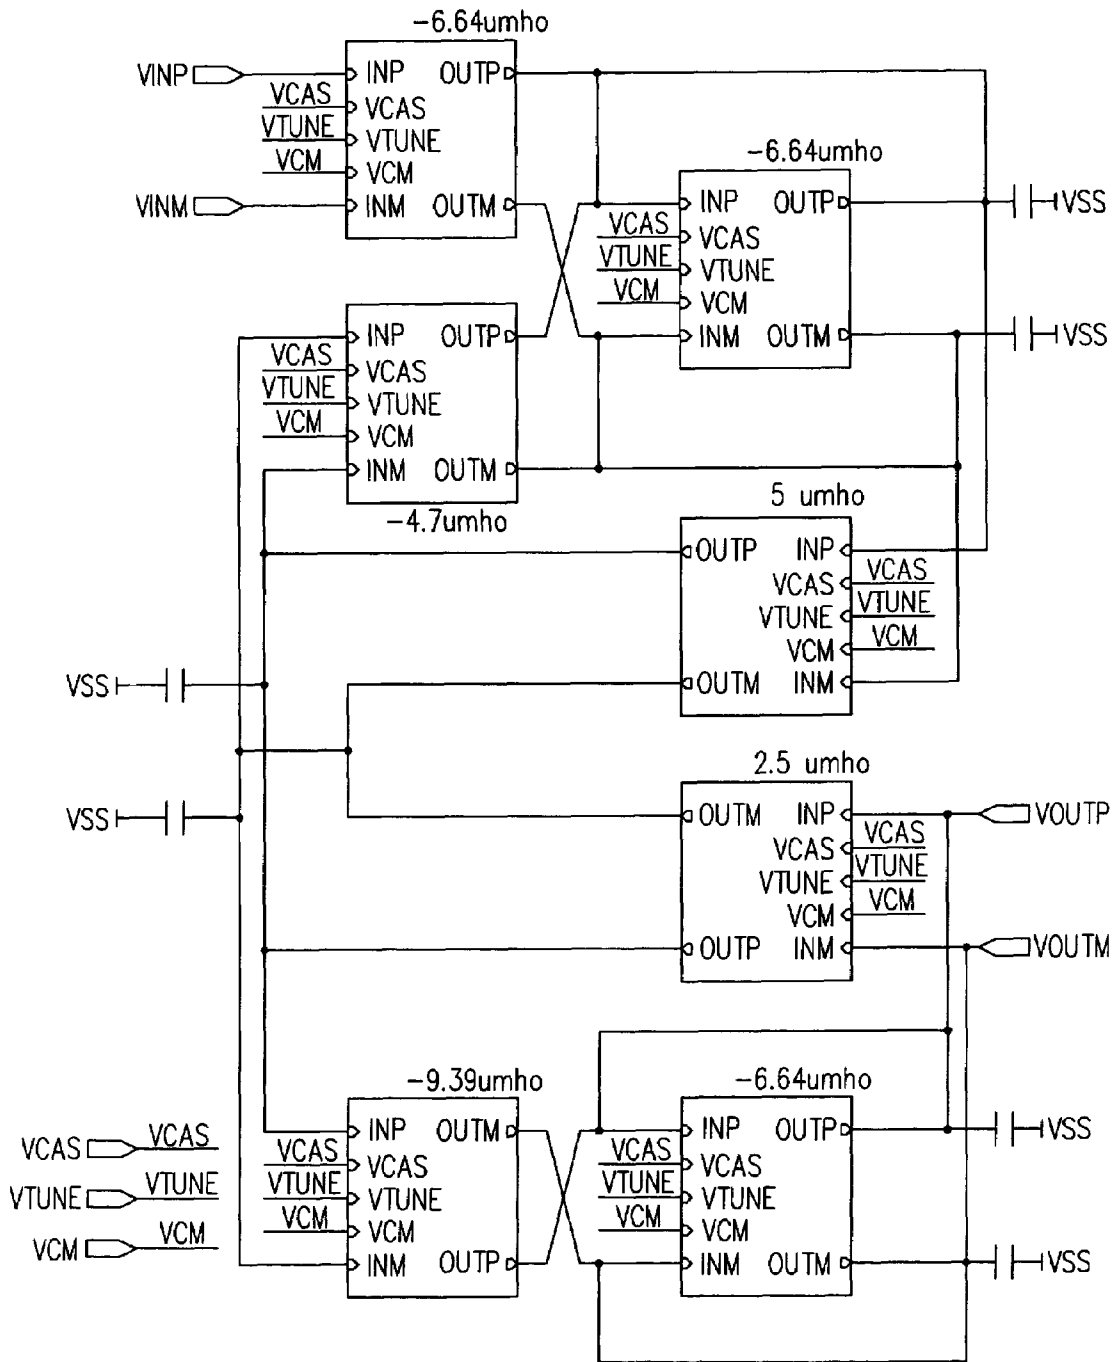 -6.64umho
VINP
INP OUTP
VCAS
VCAS
VTUNE
VTUNE
VCM
VCM
VINM
INM OUTM
-6.64umho
INP OUTP
VSS
VCAS
VCAS
VTUNE
VTUNE
VCM
VCM
INM OUTM
VSS
INP OUTP
VCAS
VCAS
VTUNE
VTUNE
VCM
VCM
INM OUTM
-4.7umho
5 umho
OUTP INP
VCAS
VCAS
VTUNE
VTUNE
VCM
VCM
OUTM INM
VSS
VSS
2.5 umho
OUTM INP
VOUTP
VCAS
VCAS
VTUNE
VTUNE
VCM
VCM
OUTP INM
VOUTM
-9.39umho
INP OUTM
VCAS
VCAS
VTUNE
VTUNE
VCM
VCM
INM OUTP
-6.64umho
INP OUTP
VSS
VCAS
VCAS
VTUNE
VTUNE
VCM
VCM
INM OUTM
VSS
VCAS
VCAS
VTUNE
VTUNE
VCM
VCM